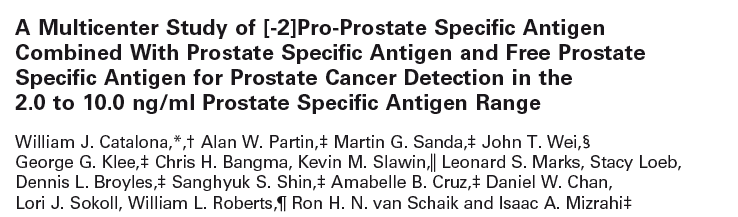 A Multicenter Study of [-2]Pro-Prostate Specific Antigen
Combined With Prostate Specific Antigen and Free Prostate
Specific Antigen for Prostate Cancer Detection in the
2.0 to 10.0 ng/ml Prostate Specific Antigen Range
William J. Catalona,*,† Alan W. Partin,‡ Martin G. Sanda,‡ John T. Wei,§
George G. Klee,‡ Chris H. Bangma, Kevin M. Slawin,‖ Leonard S. Marks, Stacy Loeb,
Dennis L. Broyles,‡ Sanghyuk S. Shin,‡ Amabelle B. Cruz,‡ Daniel W. Chan,
Lori J. Sokoll, William L. Roberts,¶ Ron H. N. van Schaik and Isaac A. Mizrahi‡